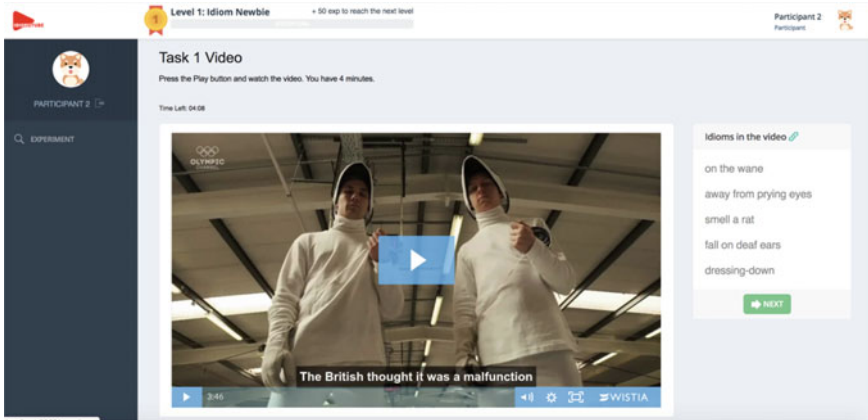 1
Level 1: Idiom Newbie
+ 50 exp to reach the next level
Participant 2
Participant
PARTICIPANT 2
EXPERIMENT
Task 1 Video
Press the Play button and watch the video. You have 4 minutes.
Time Left: 04:08
OLYMPIC
CHANNEL
The British thought it was a malfunction
3:46
WISTIA
Idioms in the video
on the wane
away from prying eyes
smell a rat
fall on deaf ears
dressing-down
NEXT